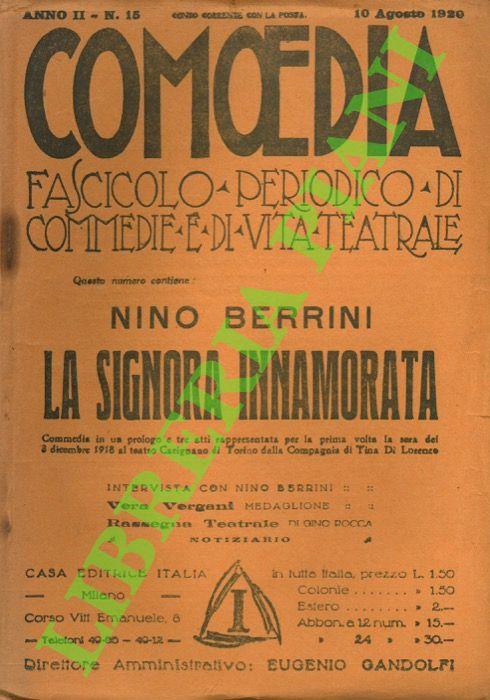 ANNO II - N. 15 CONTO CORRENTE CON LA POSTA. 10 Agosto 1920
COMŒDIA
FASCICOLO · PERIODICO · DI
COMMEDIE · E · DI · VITA · TEATRALE
Questo numero contiene:
NINO BERRINI
LA SIGNORA INNAMORATA
Commedia in un prologo e tre atti rappresentata per la prima volta la sera del
3 dicembre 1918 al teatro Carignano di Torino dalla Compagnia di Tina Di Lorenzo
INTERVISTA CON NINO BERRINI :: ::
Vera Vergani MEDAGLIONE :: ::
Rassegna Teatrale DI GINO ROCCA
NOTIZIARIO
CASA EDITRICE ITALIA
— Milano —
Corso Vitt. Emanuele, 8
— Telefoni 49-65 - 49-12 —
I
in tutta Italia, prezzo L. 1.50
Colonie ....... » 1.50
Estero ....... » 2.—
Abbon. a 12 num. » 15.—
» 24 » » 30.—
Direttore Amministrativo: EUGENIO GANDOLFI
LIBRERIA PIANI